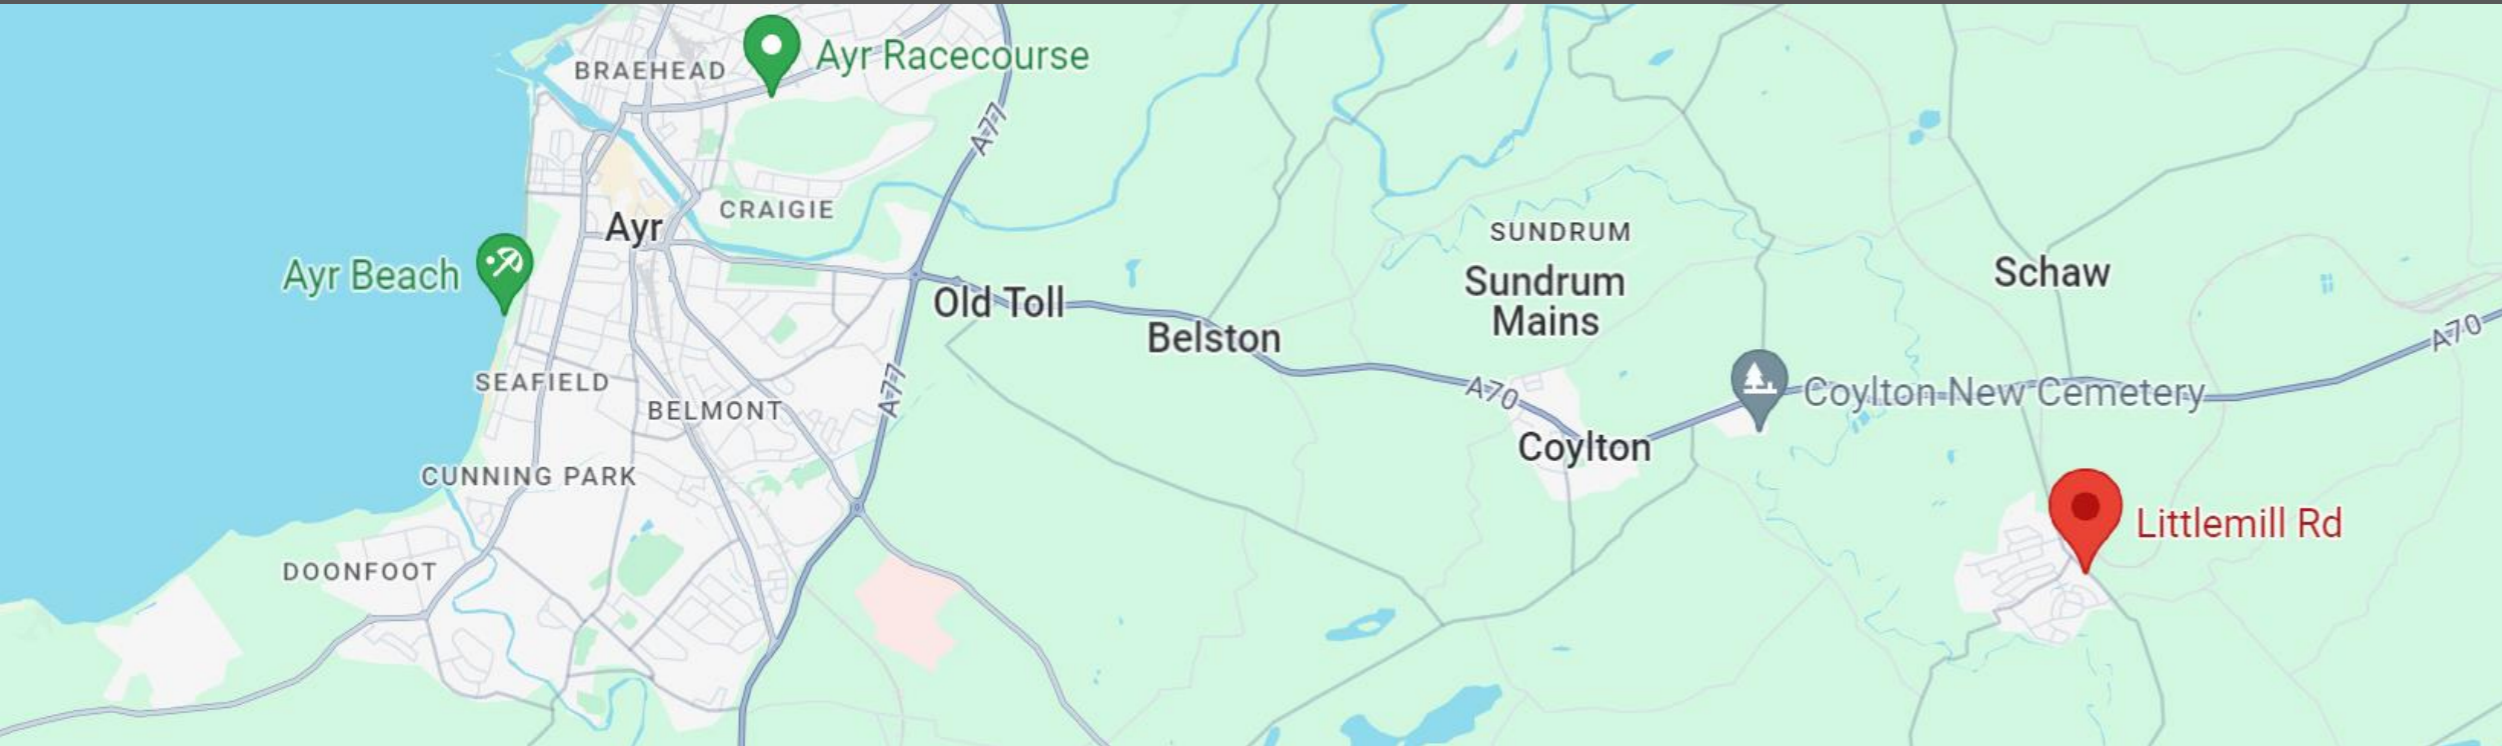 BRAEHEAD
Ayr Racecourse
A77
CRAIGIE
Ayr
Ayr Beach
SUNDRUM
Sundrum
Mains
Schaw
Old Toll
Belston
A70
A77
SEAFIELD
BELMONT
A70
Coylton New Cemetery
Coylton
CUNNING PARK
Littlemill Rd
DOONFOOT